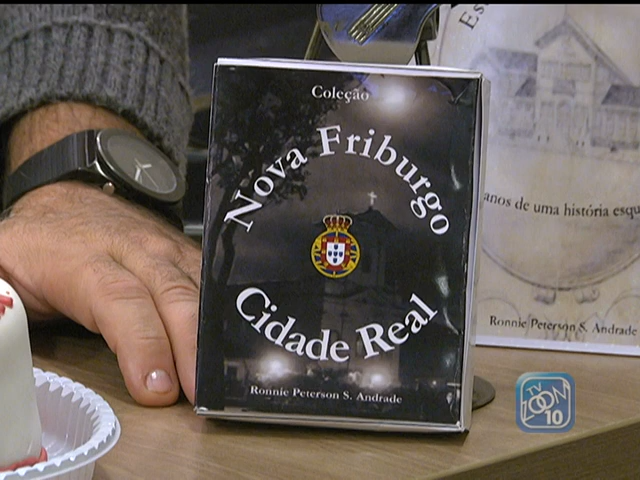 Coleção
Nova Friburgo
Cidade Real
Ronnie Peterson S. Andrade
anos de uma história esqu
Ronnie Peterson S. Andrade
TV
ZOOM
10